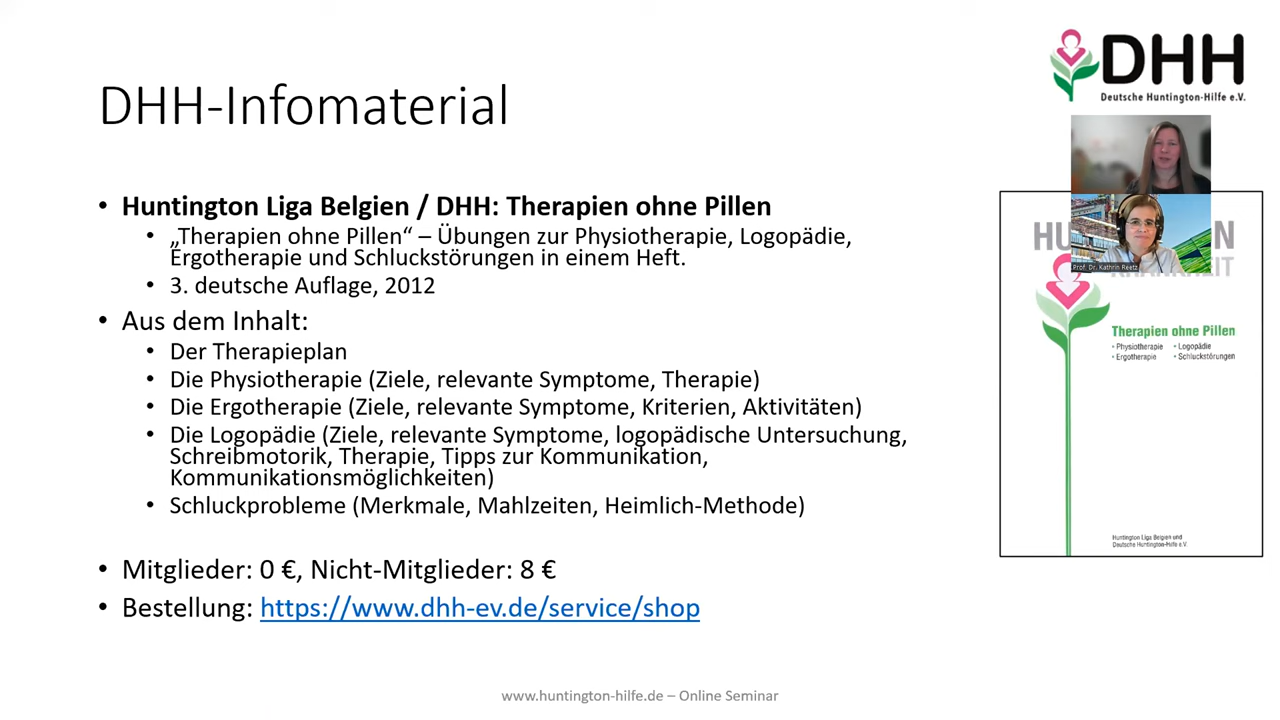 DHH
Deutsche Huntington-Hilfe e.V.
DHH-Infomaterial
• Huntington Liga Belgien / DHH: Therapien ohne Pillen
• „Therapien ohne Pillen“ – Übungen zur Physiotherapie, Logopädie,
Ergotherapie und Schluckstörungen in einem Heft.
• 3. deutsche Auflage, 2012
• Aus dem Inhalt:
• Der Therapieplan
• Die Physiotherapie (Ziele, relevante Symptome, Therapie)
• Die Ergotherapie (Ziele, relevante Symptome, Kriterien, Aktivitäten)
• Die Logopädie (Ziele, relevante Symptome, logopädische Untersuchung,
Schreibmotorik, Therapie, Tipps zur Kommunikation,
Kommunikationsmöglichkeiten)
• Schluckprobleme (Merkmale, Mahlzeiten, Heimlich-Methode)
• Mitglieder: 0 €, Nicht-Mitglieder: 8 €
• Bestellung: https://www.dhh-ev.de/service/shop
Prof. Dr. Kathrin Reetz
Therapien ohne Pillen
• Physiotherapie • Logopädie
• Ergotherapie • Schluckstörungen
Huntington Liga Belgien und
Deutsche Huntington-Hilfe e.V.
www.huntington-hilfe.de – Online Seminar